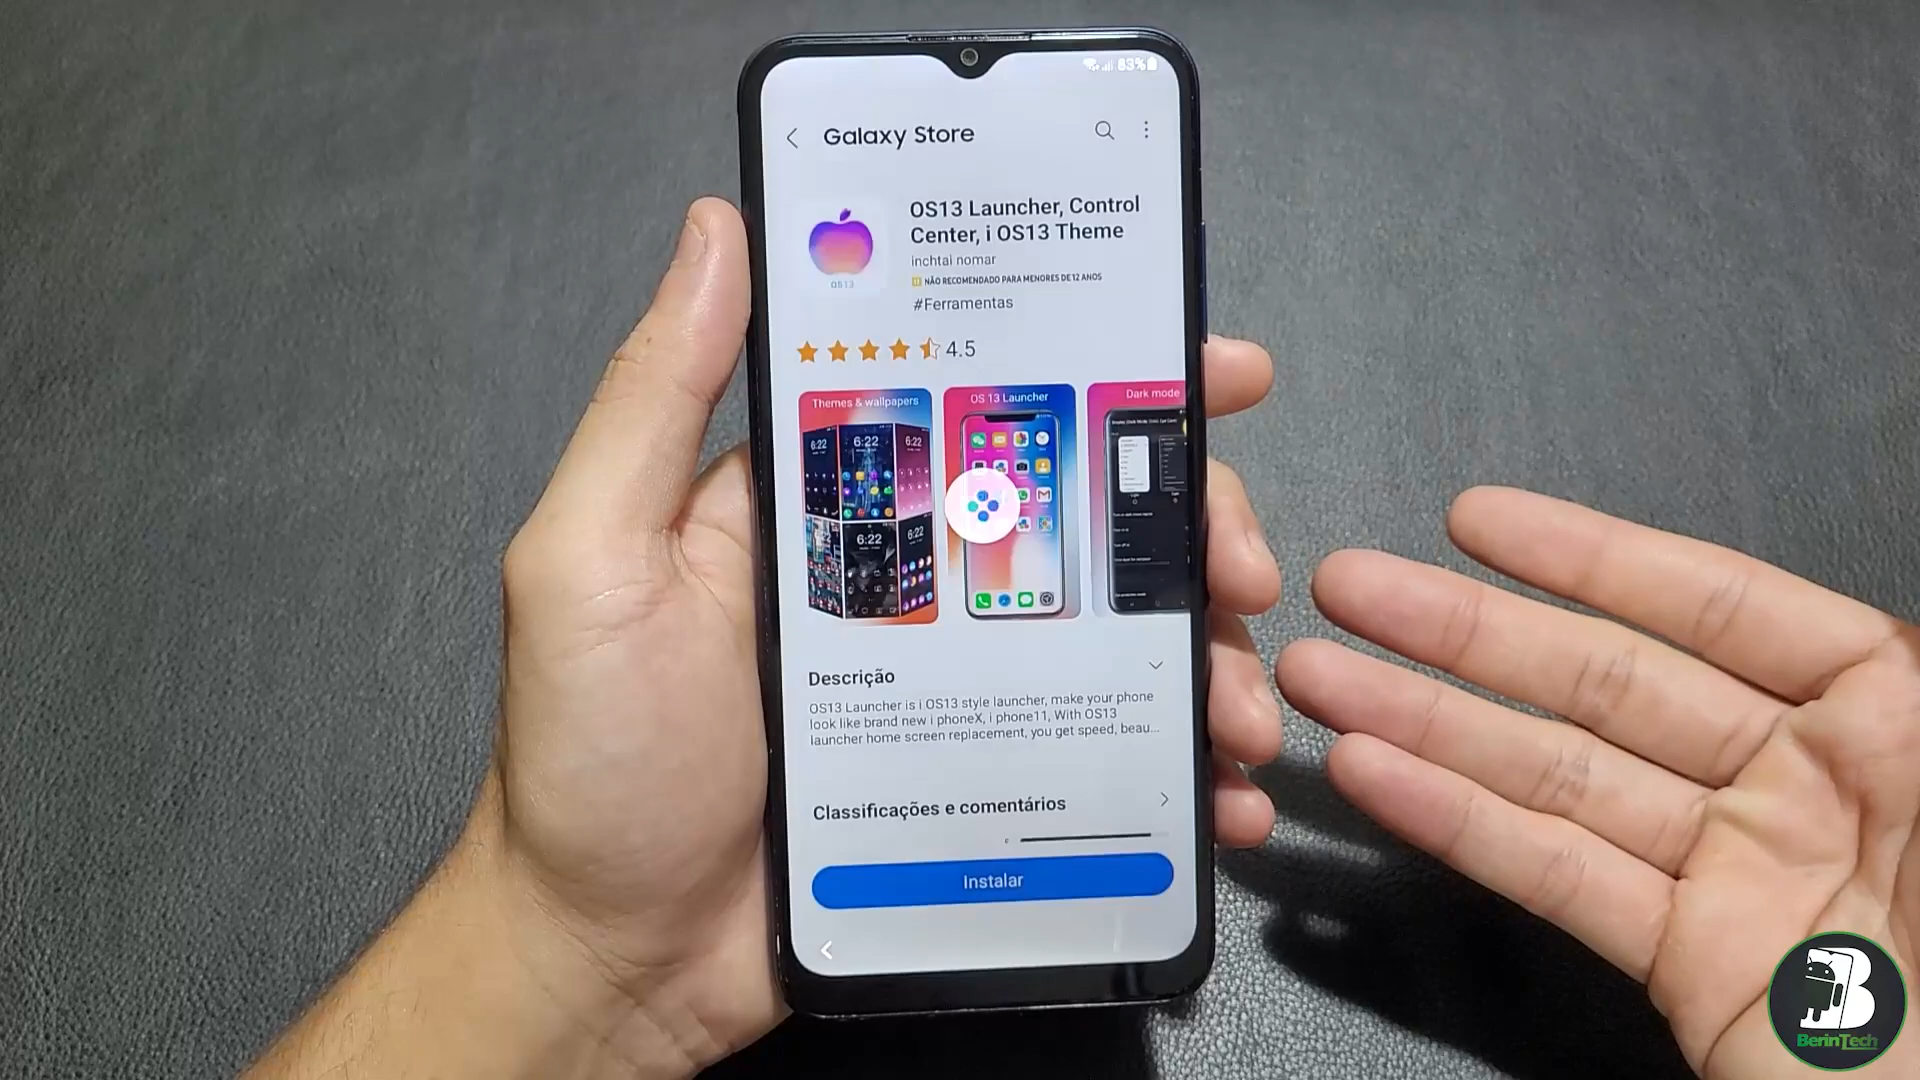 83%
Galaxy Store
OS13 Launcher, Control
Center, i OS13 Theme
inchtai nomar
OS13
12 NÃO RECOMENDADO PARA MENORES DE 12 ANOS
#Ferramentas
4.5
Themes & wallpapers
OS 13 Launcher
Dark mode
6:22
6:22
6:22
6:22
6:22
Descrição
OS13 Launcher is i OS13 style launcher, make your phone
look like brand new i phoneX, i phone11, With OS13
launcher home screen replacement, you get speed, beau...
Classificações e comentários
Instalar
B
BerinTech